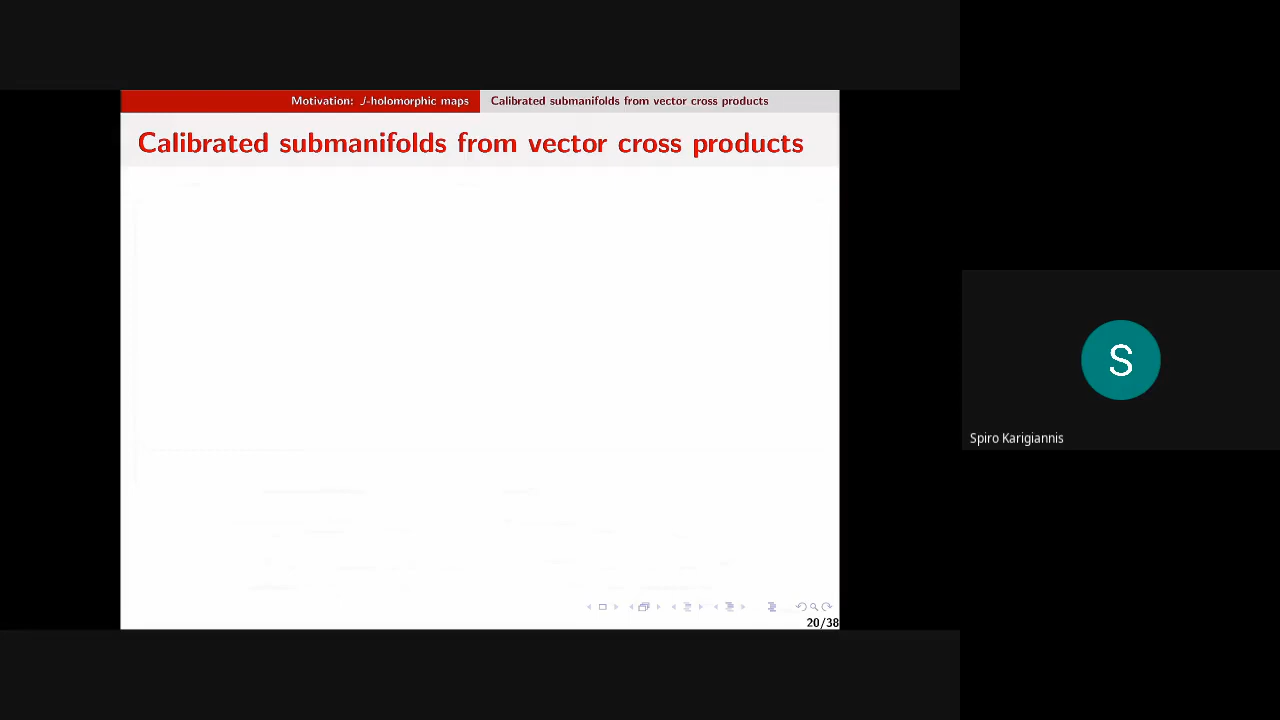 Motivation: J-holomorphic maps
Calibrated submanifolds from vector cross products
Calibrated submanifolds from vector cross products
20/38
S
Spiro Karigiannis